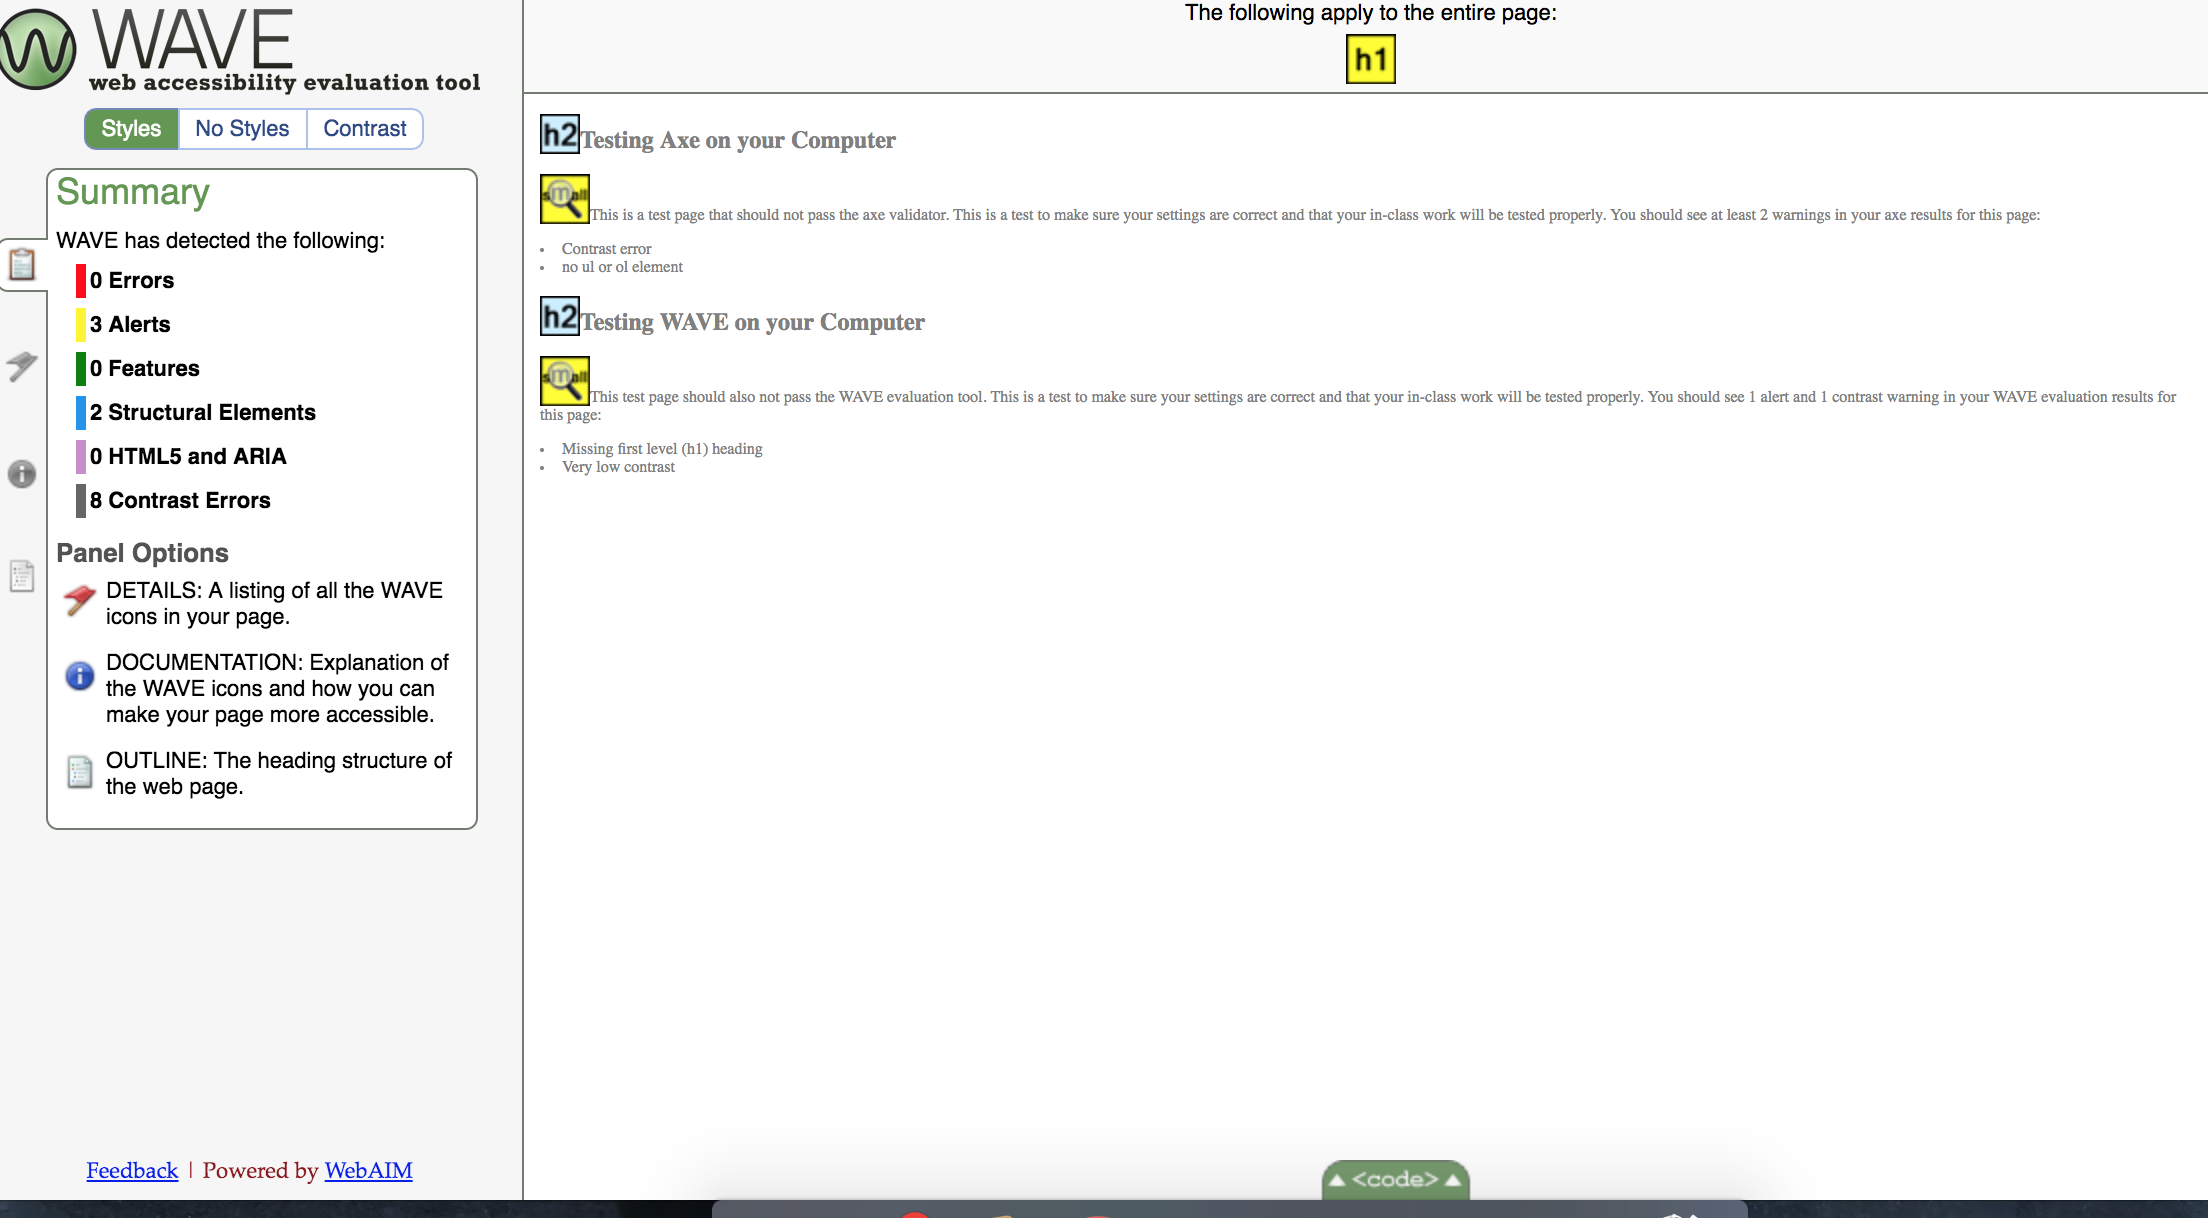 WAVE
web accessibility evaluation tool
Styles No Styles Contrast
Summary
WAVE has detected the following:
0 Errors
3 Alerts
0 Features
2 Structural Elements
0 HTML5 and ARIA
8 Contrast Errors
Panel Options
DETAILS: A listing of all the WAVE
icons in your page.
DOCUMENTATION: Explanation of
the WAVE icons and how you can
make your page more accessible.
OUTLINE: The heading structure of
the web page.
Feedback | Powered by WebAIM
The following apply to the entire page:
h1
h2 Testing Axe on your Computer
small This is a test page that should not pass the axe validator. This is a test to make sure your settings are correct and that your in-class work will be tested properly. You should see at least 2 warnings in your axe results for this page:
• Contrast error
• no ul or ol element
h2 Testing WAVE on your Computer
small This test page should also not pass the WAVE evaluation tool. This is a test to make sure your settings are correct and that your in-class work will be tested properly. You should see 1 alert and 1 contrast warning in your WAVE evaluation results for
this page:
• Missing first level (h1) heading
• Very low contrast
▲ <code> ▲